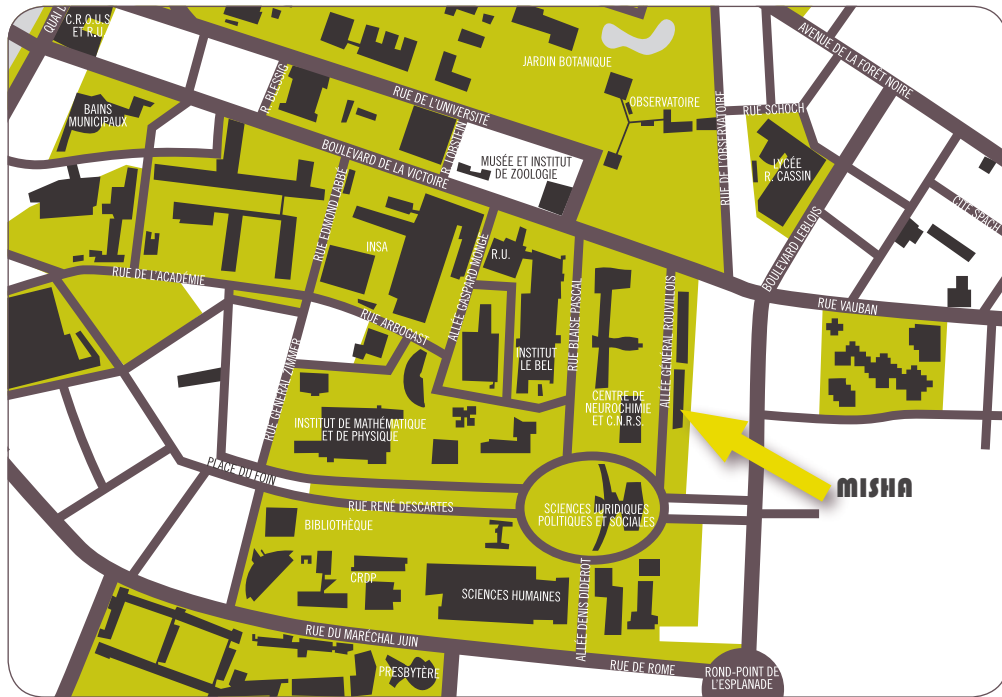 QUAI D
C.R.O.U.S
ET R.U.
JARDIN BOTANIQUE
AVENUE DE LA FORÊT NOIRE
R. BLESSIG
RUE DE L'UNIVERSITÉ
OBSERVATOIRE
RUE SCHOCH
BAINS
MUNICIPAUX
BOULEVARD DE LA VICTOIRE
R. LOBSTEIN
MUSÉE ET INSTITUT
DE ZOOLOGIE
RUE DE L'OBSERVATOIRE
LYCÉE
R. CASSIN
CITÉ SPACH
RUE EDMOND LABBÉ
INSA
ALLÉE GASPARD MONGE
R.U.
BOULEVARD LEBLOIS
RUE DE L'ACADÉMIE
RUE ARBOGAST
RUE BLAISE PASCAL
ALLÉE GÉNÉRAL ROUVILLOIS
RUE VAUBAN
INSTITUT
LE BEL
RUE GÉNÉRAL ZIMMER
CENTRE DE
NEUROCHIMIE
ET C.N.R.S.
INSTITUT DE MATHÉMATIQUE
ET DE PHYSIQUE
PLACE DU FOIN
MISHA
RUE RENÉ DESCARTES
SCIENCES JURIDIQUES
POLITIQUES ET SOCIALES
BIBLIOTHÈQUE
CRDP
SCIENCES HUMAINES
ALLÉE DENIS DIDEROT
RUE DU MARÉCHAL JUIN
RUE DE ROME
PRESBYTÈRE
ROND-POINT DE
L'ESPLANADE